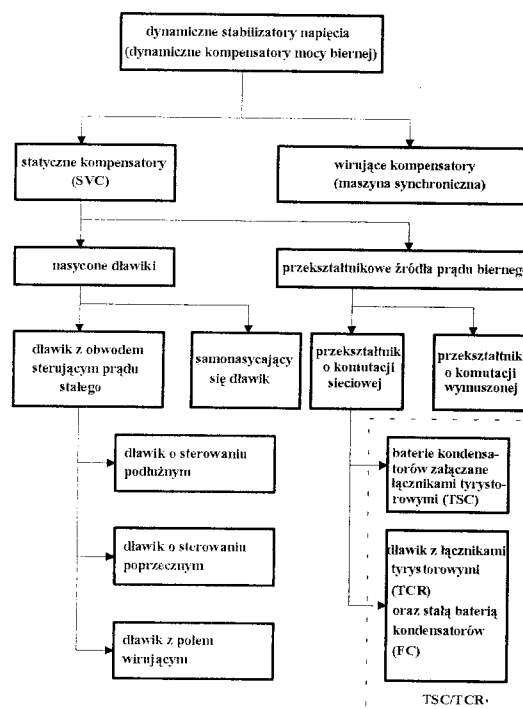 dynamiczne stabilizatory napięcia
(dynamiczne kompensatory mocy biernej)
statyczne kompensatory
(SVC)
wirujące kompensatory
(maszyna synchroniczna)
nasycone dławiki
przekształtnikowe źródła prądu biernego
dławik z obwodem
sterującym prądu
stałego
samonasycający
się dławik
przekształtnik
o komutacji
sieciowej
przekształtnik
o komutacji
wymuszonej
dławik o sterowaniu
podłużnym
dławik o sterowaniu
poprzecznym
dławik z polem
wirującym
baterie kondensa-
torów załączane
łącznikami tyrysto-
rowymi (TSC)
dławik z łącznikami
tyrystorowymi
(TCR)
oraz stałą baterią
kondensatorów
(FC)
TSC/TCR